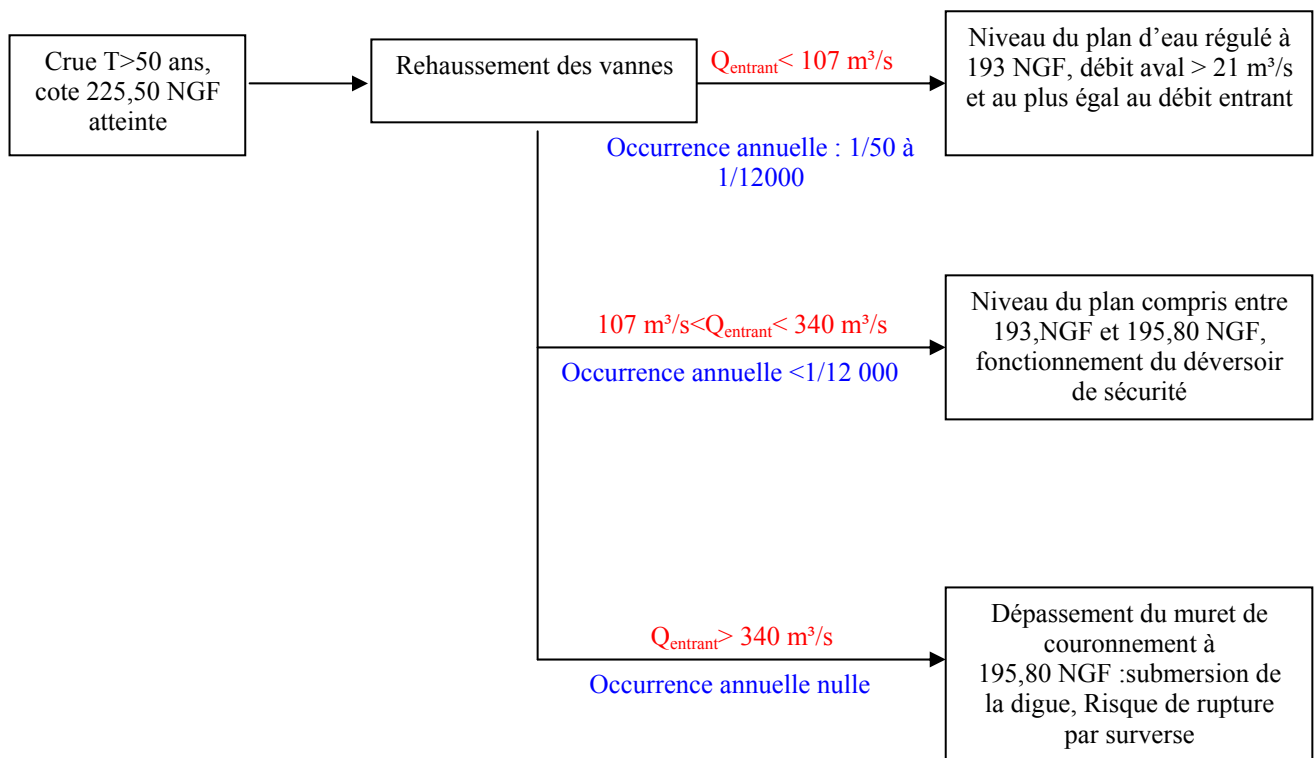 Crue T>50 ans,
cote 225,50 NGF
atteinte
Rehaussement des vannes
Qentrant< 107 m³/s
Occurrence annuelle : 1/50 à
1/12000
Niveau du plan d’eau régulé à
193 NGF, débit aval > 21 m³/s
et au plus égal au débit entrant
107 m³/s<Qentrant< 340 m³/s
Occurrence annuelle <1/12 000
Niveau du plan compris entre
193,NGF et 195,80 NGF,
fonctionnement du déversoir
de sécurité
Qentrant> 340 m³/s
Occurrence annuelle nulle
Dépassement du muret de
couronnement à
195,80 NGF :submersion de
la digue, Risque de rupture
par surverse